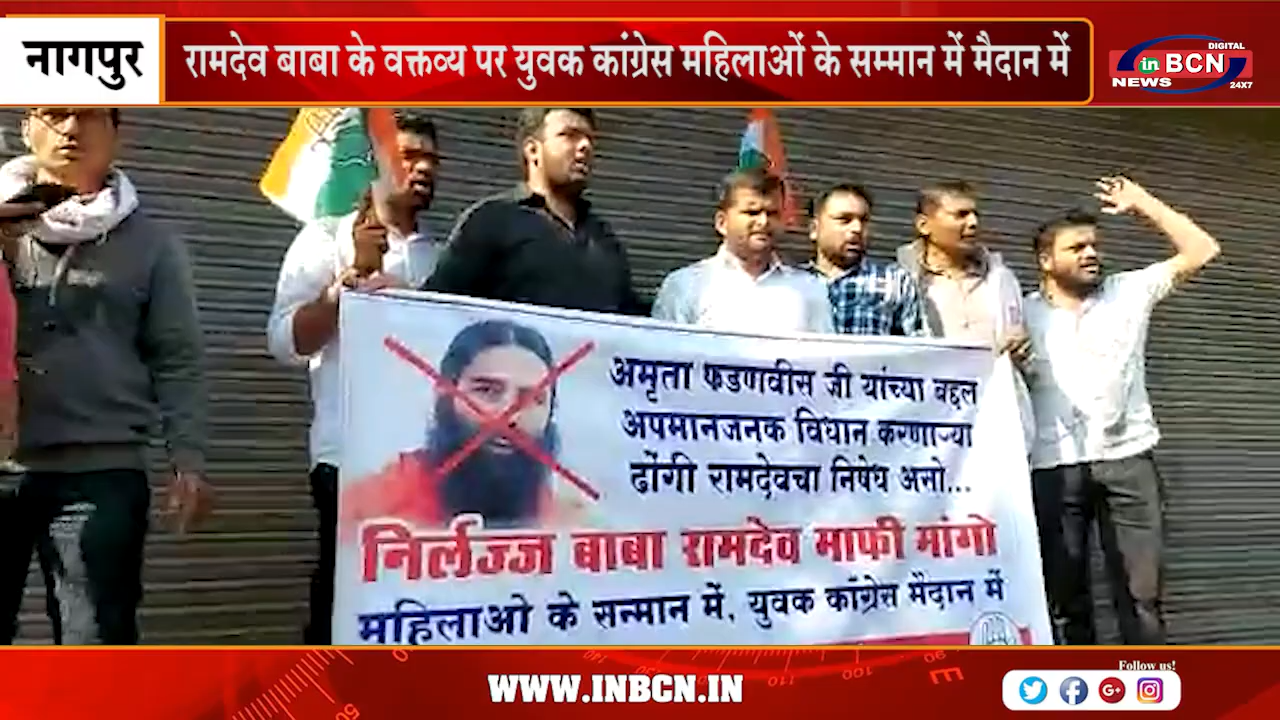 नागपुर
रामदेव बाबा के वक्तव्य पर युवक कांग्रेस महिलाओं के सम्मान में मैदान में
DIGITAL
in BCN
NEWS 24X7
अमृता फडणवीस जी यांच्या बद्दल
अपमानजनक विधान करणाऱ्या
ढोंगी रामदेवचा निषेध असो...
निर्लज्ज बाबा रामदेव माफी मांगो
महिलाओ के सन्मान में, युवक कांग्रेस मैदान में
WWW.INBCN.IN
Follow us!